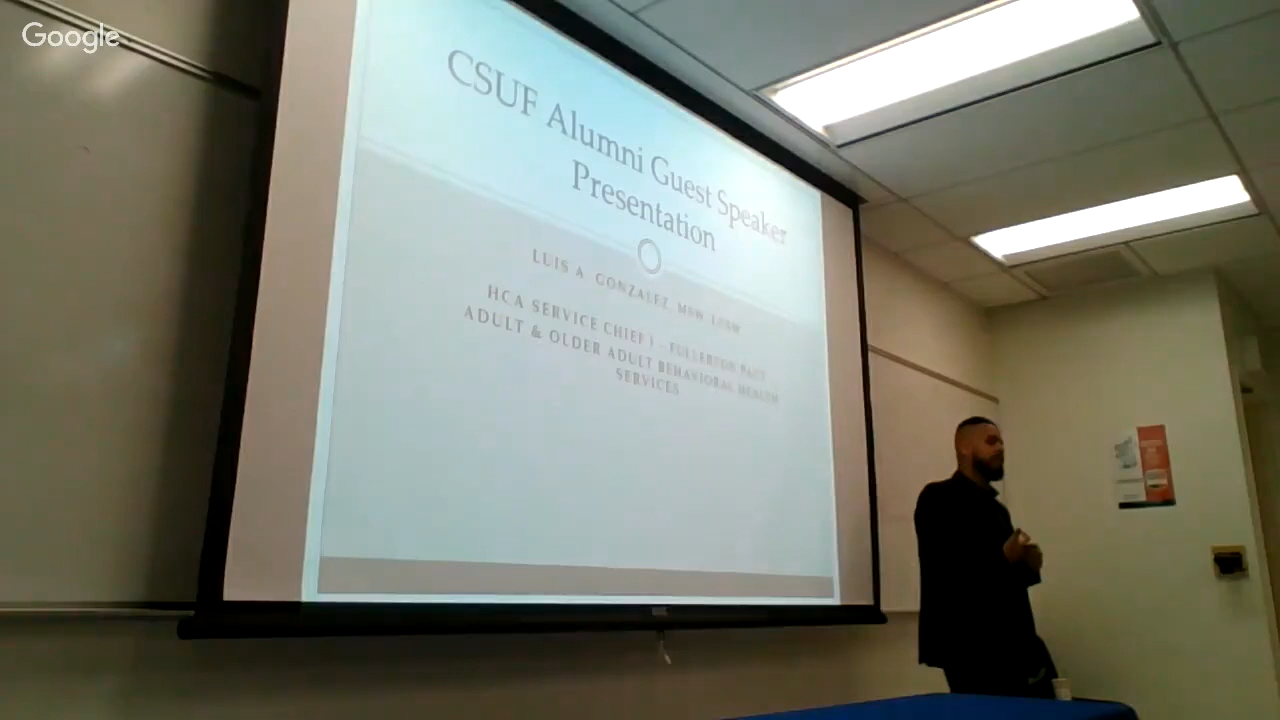 Google
CSUF Alumni Guest Speaker
Presentation
LUIS A. GONZALEZ, MSW, LCSW
HCA SERVICE CHIEF I – FULLERTON PACT
ADULT & OLDER ADULT BEHAVIORAL HEALTH
SERVICES